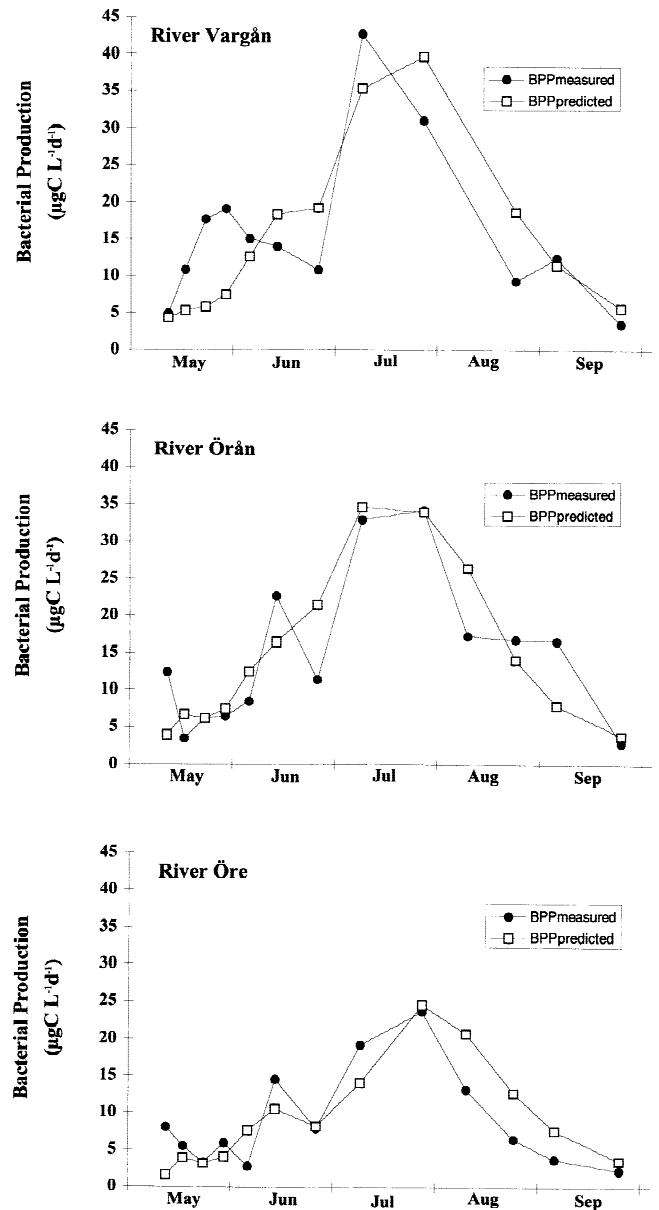 River Vargån
Bacterial Production
(µgC L⁻¹d⁻¹)
45
40
35
30
25
20
15
10
5
0
BPPmeasured
BPPpredicted
May Jun Jul Aug Sep
River Örån
Bacterial Production
(µgC L⁻¹d⁻¹)
45
40
35
30
25
20
15
10
5
0
BPPmeasured
BPPpredicted
May Jun Jul Aug Sep
River Öre
Bacterial Production
(µgC L⁻¹d⁻¹)
45
40
35
30
25
20
15
10
5
0
BPPmeasured
BPPpredicted
May Jun Jul Aug Sep